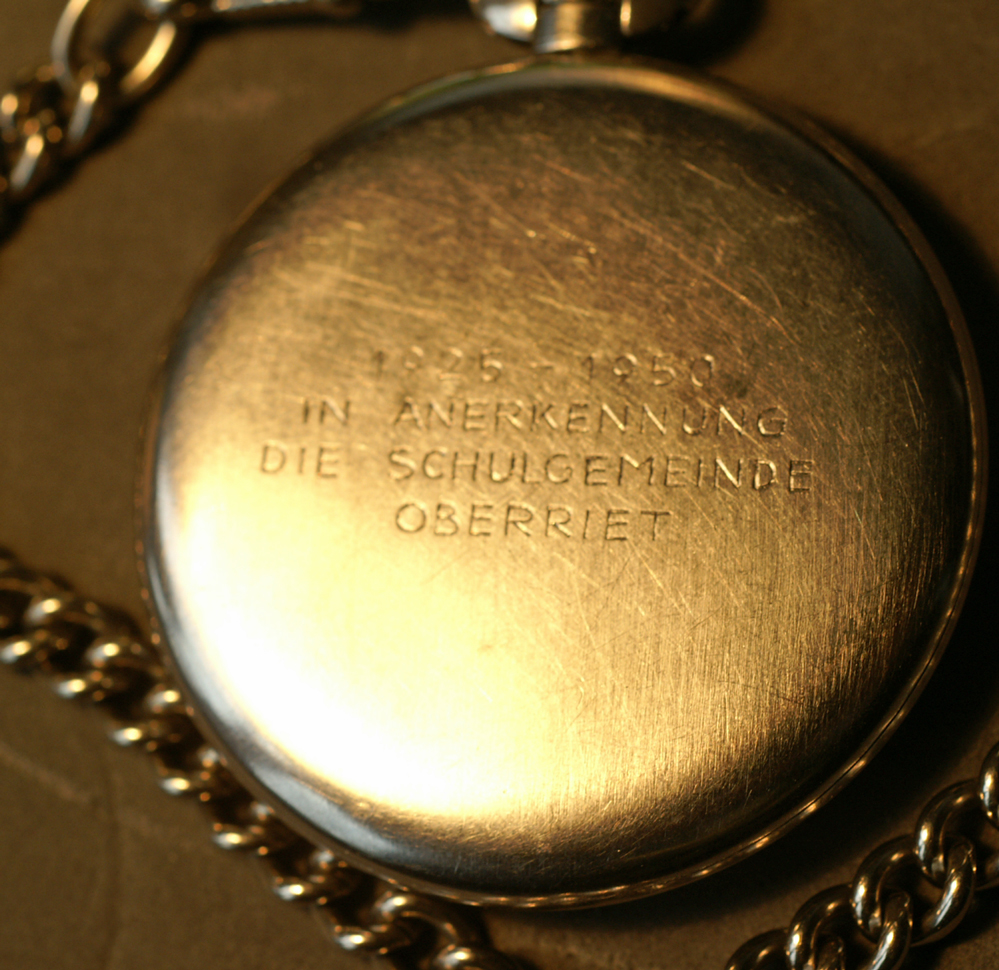 1925 - 1950
IN ANERKENNUNG
DIE SCHULGEMEINDE
OBERRIET